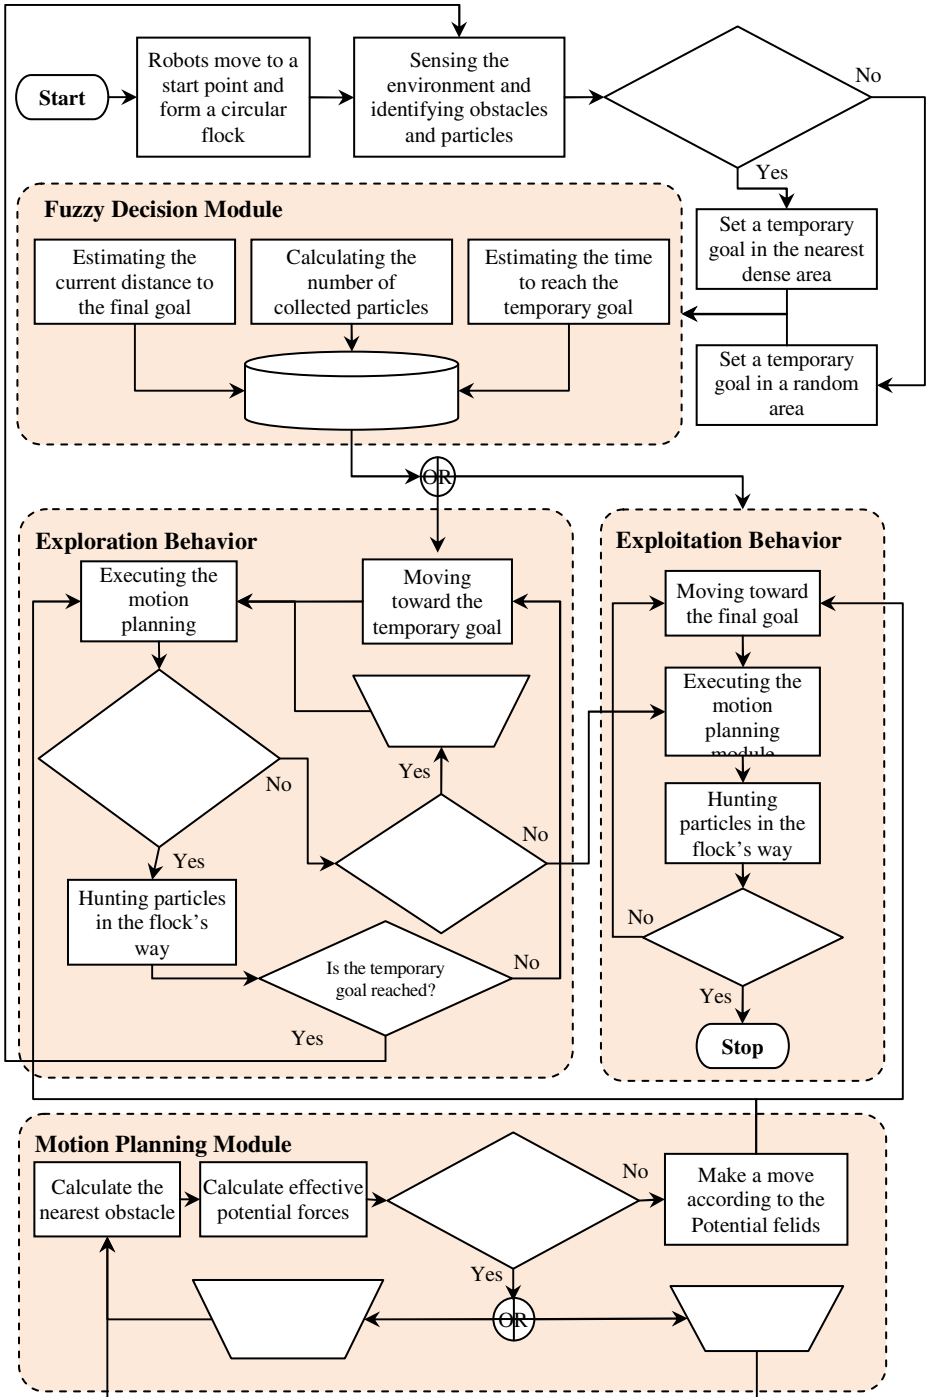 Start
Robots move to a
start point and
form a circular
flock
Sensing the
environment and
identifying obstacles
and particles
No
Yes
Set a temporary
goal in the nearest
dense area
Set a temporary
goal in a random
area
Fuzzy Decision Module
Estimating the
current distance to
the final goal
Calculating the
number of
collected particles
Estimating the time
to reach the
temporary goal
OR
Exploration Behavior
Executing the
motion
planning
Moving
toward the
temporary goal
No
Yes
Yes
No
Hunting particles
in the flock's
way
Is the temporary
goal reached?
No
Yes
Exploitation Behavior
Moving toward
the final goal
Executing the
motion
planning
module
Hunting
particles in the
flock's way
No
Yes
Stop
Motion Planning Module
Calculate the
nearest obstacle
Calculate effective
potential forces
No
Make a move
according to the
Potential felids
Yes
OR